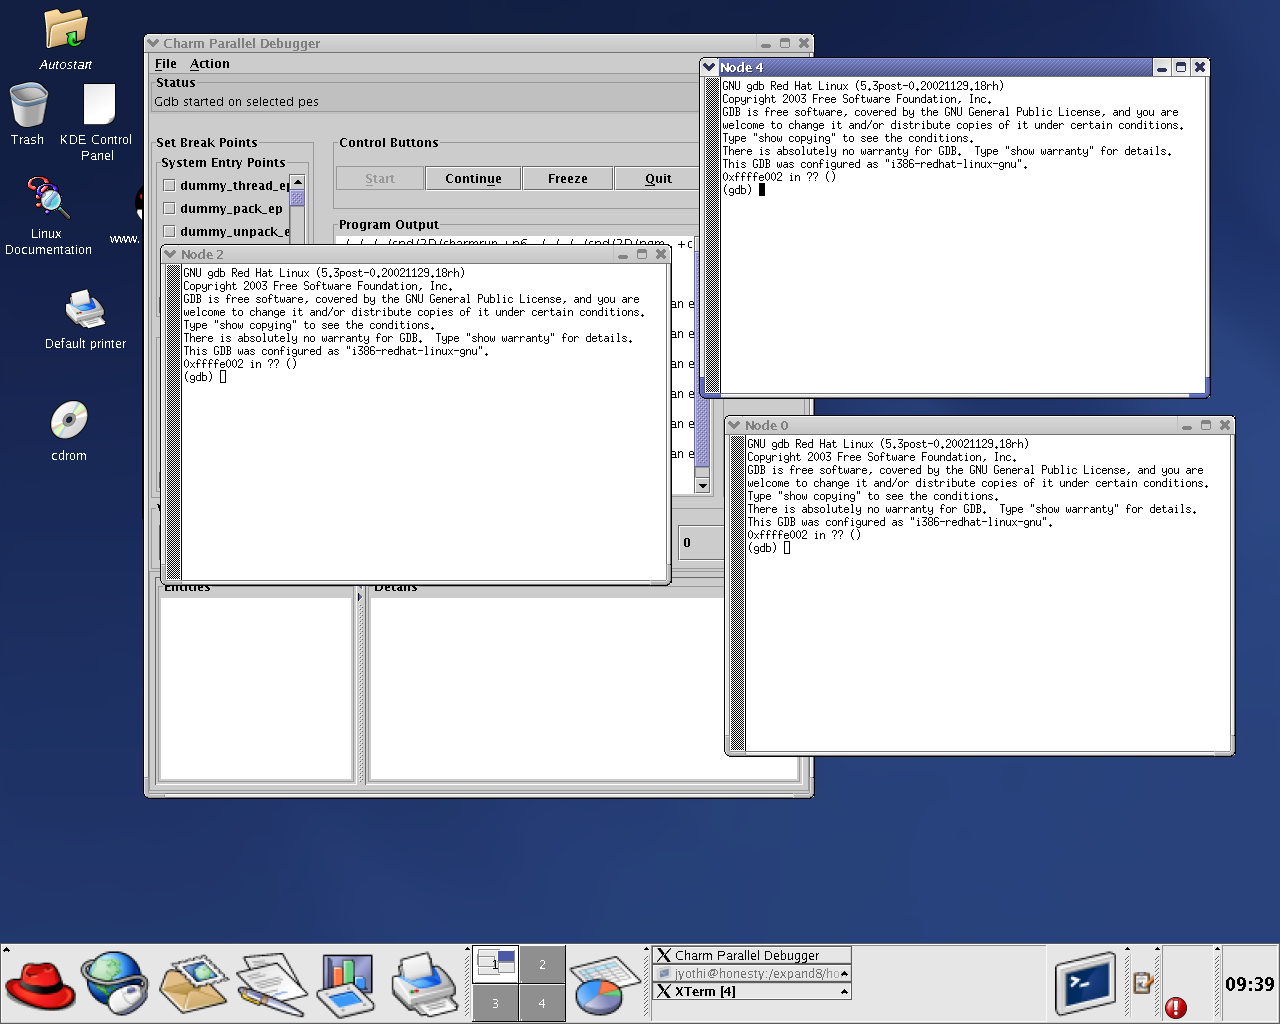 Autostart
Trash
KDE Control
Panel
Linux
Documentation
www.
Default printer
cdrom
Charm Parallel Debugger
File Action
Status
Gdb started on selected pes
Set Break Points
System Entry Points
dummy_thread_ep
dummy_pack_ep
dummy_unpack_e
Control Buttons
Start Continue Freeze Quit
Program Output
an e
an e
an e
an e
an e
an e
0
Entities
Details
Node 2
GNU gdb Red Hat Linux (5.3post-0.20021129.18rh)
Copyright 2003 Free Software Foundation, Inc.
GDB is free software, covered by the GNU General Public License, and you are
welcome to change it and/or distribute copies of it under certain conditions.
Type "show copying" to see the conditions.
There is absolutely no warranty for GDB.  Type "show warranty" for details.
This GDB was configured as "i386-redhat-linux-gnu".
0xffffe002 in ?? ()
(gdb)
Node 4
GNU gdb Red Hat Linux (5.3post-0.20021129.18rh)
Copyright 2003 Free Software Foundation, Inc.
GDB is free software, covered by the GNU General Public License, and you are
welcome to change it and/or distribute copies of it under certain conditions.
Type "show copying" to see the conditions.
There is absolutely no warranty for GDB.  Type "show warranty" for details.
This GDB was configured as "i386-redhat-linux-gnu".
0xffffe002 in ?? ()
(gdb)
Node 0
GNU gdb Red Hat Linux (5.3post-0.20021129.18rh)
Copyright 2003 Free Software Foundation, Inc.
GDB is free software, covered by the GNU General Public License, and you are
welcome to change it and/or distribute copies of it under certain conditions.
Type "show copying" to see the conditions.
There is absolutely no warranty for GDB.  Type "show warranty" for details.
This GDB was configured as "i386-redhat-linux-gnu".
0xffffe002 in ?? ()
(gdb)
1 2
3 4
Charm Parallel Debugger
jyothi@honesty:/expand8/ho
XTerm [4]
09:39